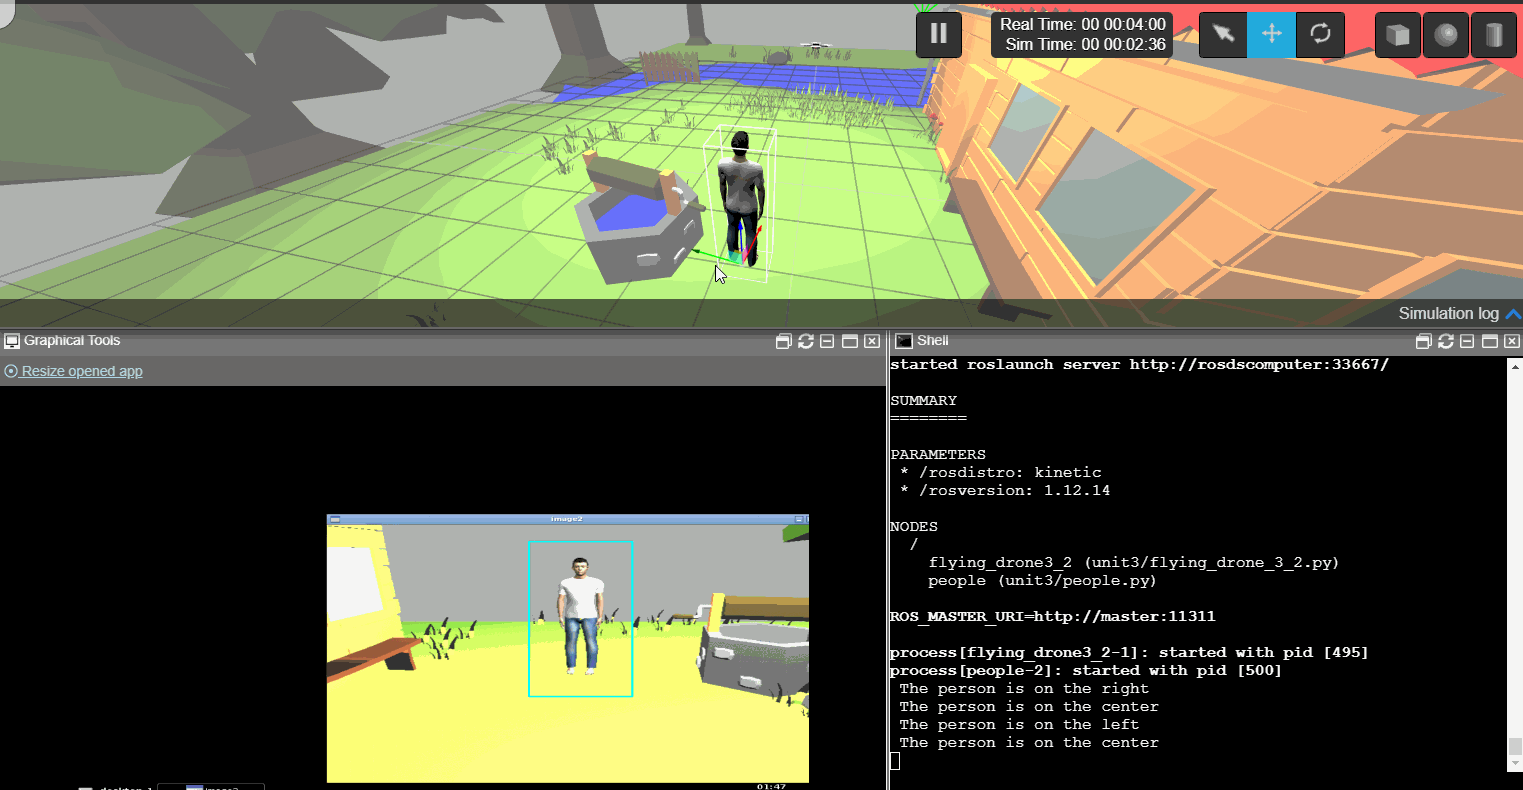 Real Time: 00 00:04:00
Sim Time: 00 00:02:36
Simulation log
Graphical Tools
Resize opened app
image2
01:47
Shell
started roslaunch server http://rosdscomputer:33667/
SUMMARY
========
PARAMETERS
* /rosdistro: kinetic
* /rosversion: 1.12.14
NODES
/
flying_drone3_2 (unit3/flying_drone_3_2.py)
people (unit3/people.py)
ROS_MASTER_URI=http://master:11311
process[flying_drone3_2-1]: started with pid [495]
process[people-2]: started with pid [500]
The person is on the right
The person is on the center
The person is on the left
The person is on the center